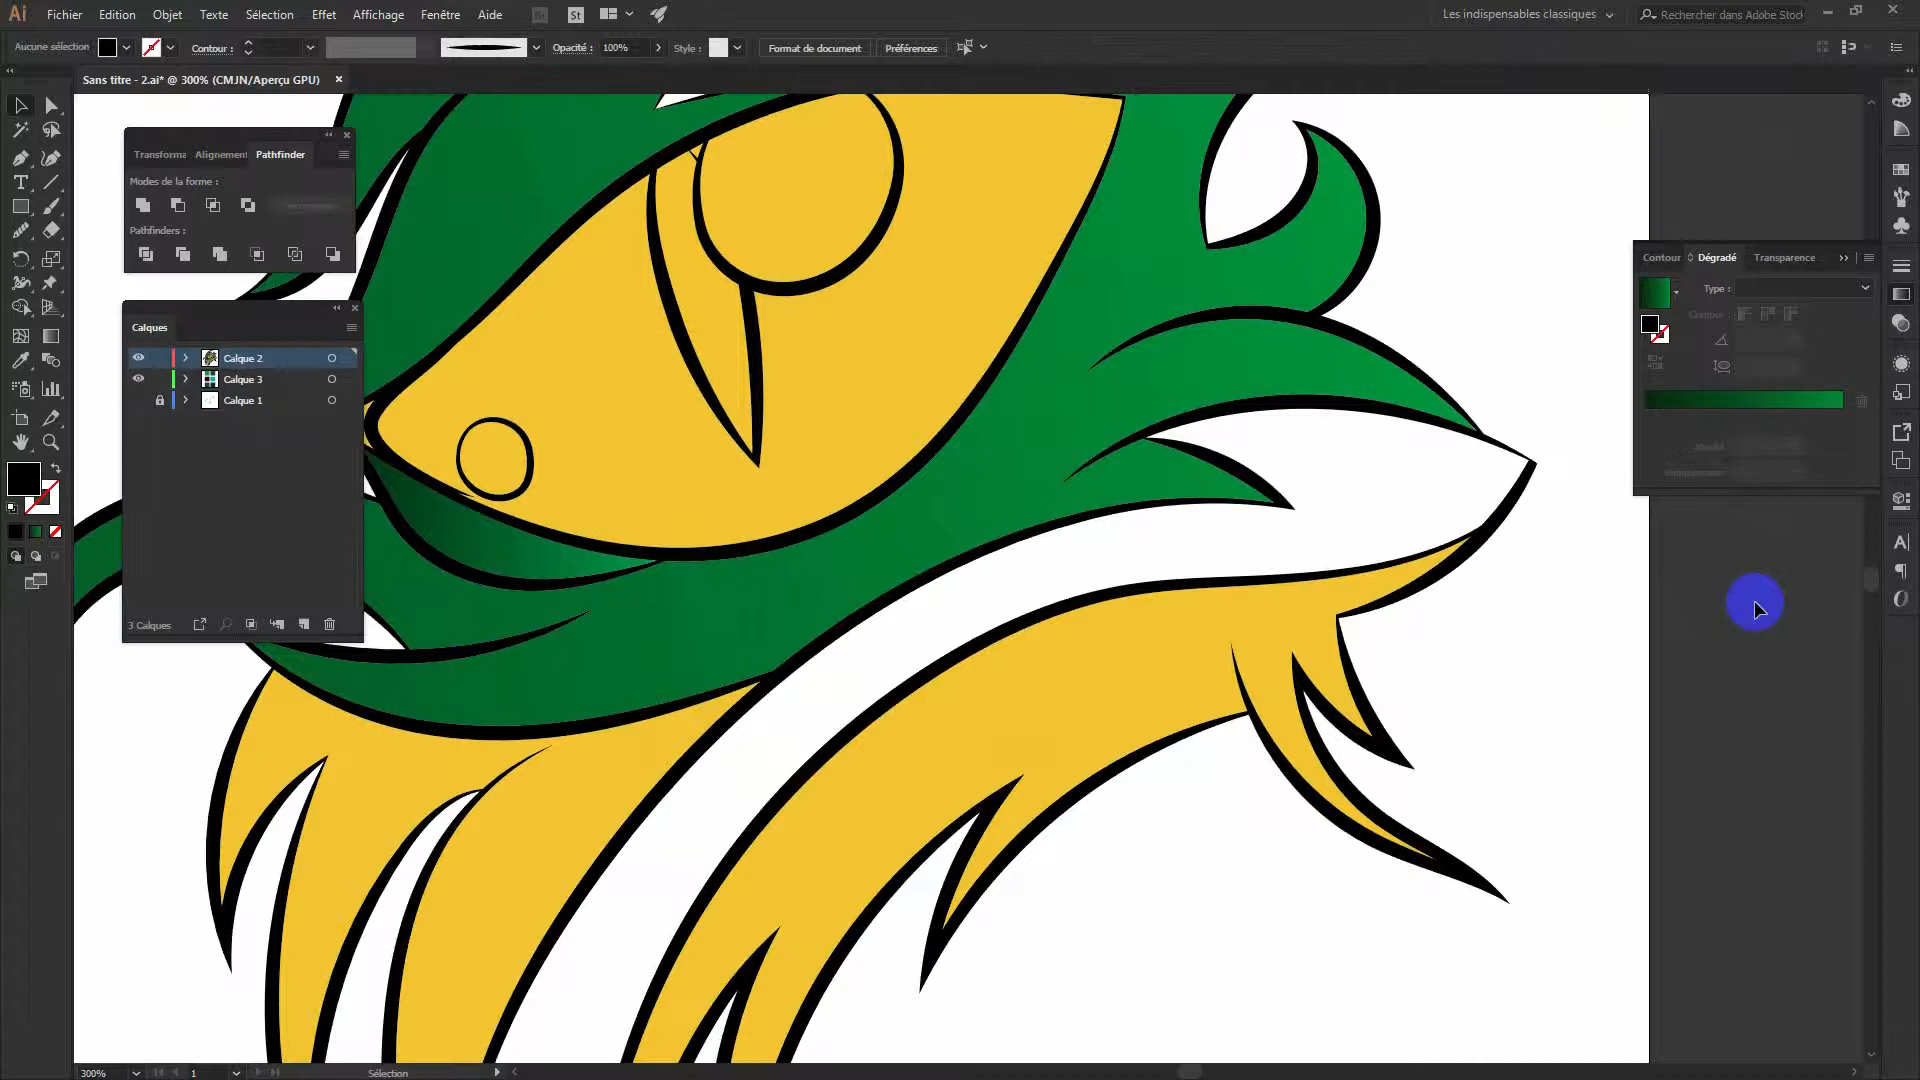 Ai Fichier Edition Objet Texte Sélection Effet Affichage Fenêtre Aide Br St Les indispensables classiques Rechercher dans Adobe Stock
Aucune sélection Contour : Opacité : 100% Style : Format de document Préférences
Sans titre - 2.ai* @ 300% (CMJN/Aperçu GPU)
Transforma Alignement Pathfinder
Modes de la forme :
Pathfinders :
Contour Dégradé Transparence
Type :
Contour :
Calques
Calque 2
Calque 3
Calque 1
3 Calques
300% 1 Sélection